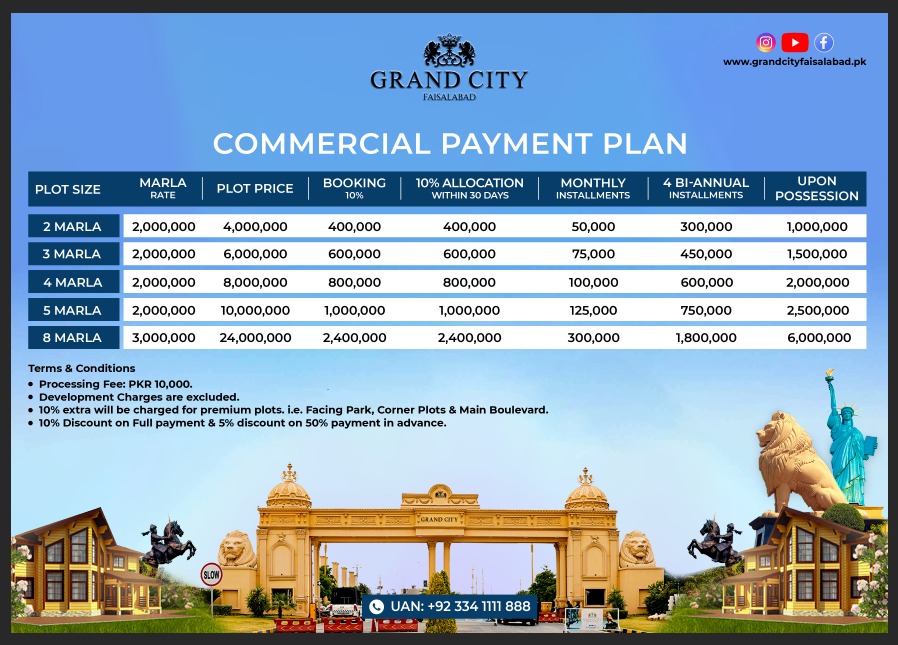 GRAND CITY
FAISALABAD
www.grandcityfaisalabad.pk
COMMERCIAL PAYMENT PLAN
PLOT SIZE MARLA RATE PLOT PRICE BOOKING 10% 10% ALLOCATION WITHIN 30 DAYS MONTHLY INSTALLMENTS 4 BI-ANNUAL INSTALLMENTS UPON POSSESSION
2 MARLA 2,000,000 4,000,000 400,000 400,000 50,000 300,000 1,000,000
3 MARLA 2,000,000 6,000,000 600,000 600,000 75,000 450,000 1,500,000
4 MARLA 2,000,000 8,000,000 800,000 800,000 100,000 600,000 2,000,000
5 MARLA 2,000,000 10,000,000 1,000,000 1,000,000 125,000 750,000 2,500,000
8 MARLA 3,000,000 24,000,000 2,400,000 2,400,000 300,000 1,800,000 6,000,000
Terms & Conditions
• Processing Fee: PKR 10,000.
• Development Charges are excluded.
• 10% extra will be charged for premium plots. i.e. Facing Park, Corner Plots & Main Boulevard.
• 10% Discount on Full payment & 5% discount on 50% payment in advance.
GRAND CITY
SLOW
UAN: +92 334 1111 888